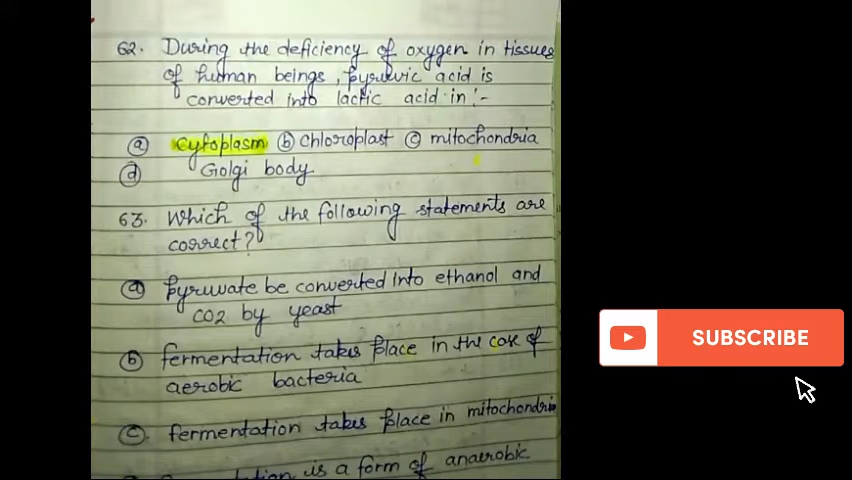 62. During the deficiency of oxygen in tissues
of human beings, pyruvic acid is
converted into lactic acid in :-
(a) cytoplasm (b) chloroplast (c) mitochondria
(d) Golgi body
63. Which of the following statements are
correct?
(a) pyruvate be converted into ethanol and
CO2 by yeast
(b) fermentation takes place in the case of
aerobic bacteria
(c) fermentation takes place in mitochondria
is a form of anaerobic
SUBSCRIBE